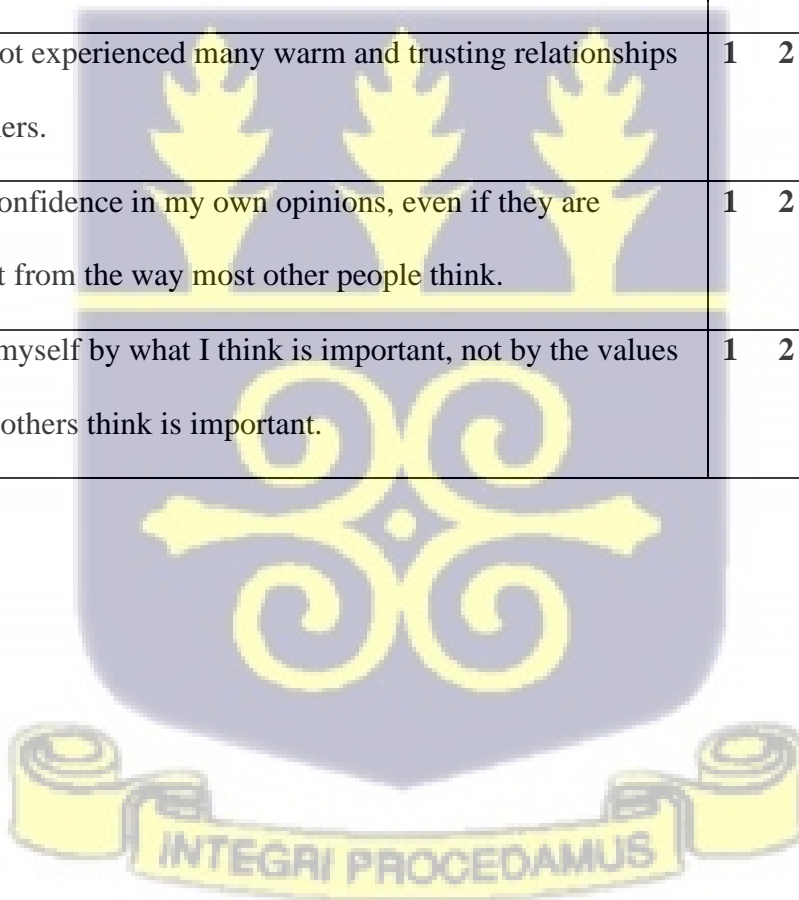 ot experienced many warm and trusting relationships 1 2
ers.
onfidence in my own opinions, even if they are 1 2
t from the way most other people think.
myself by what I think is important, not by the values 1 2
others think is important.
INTEGRI PROCEDAMUS